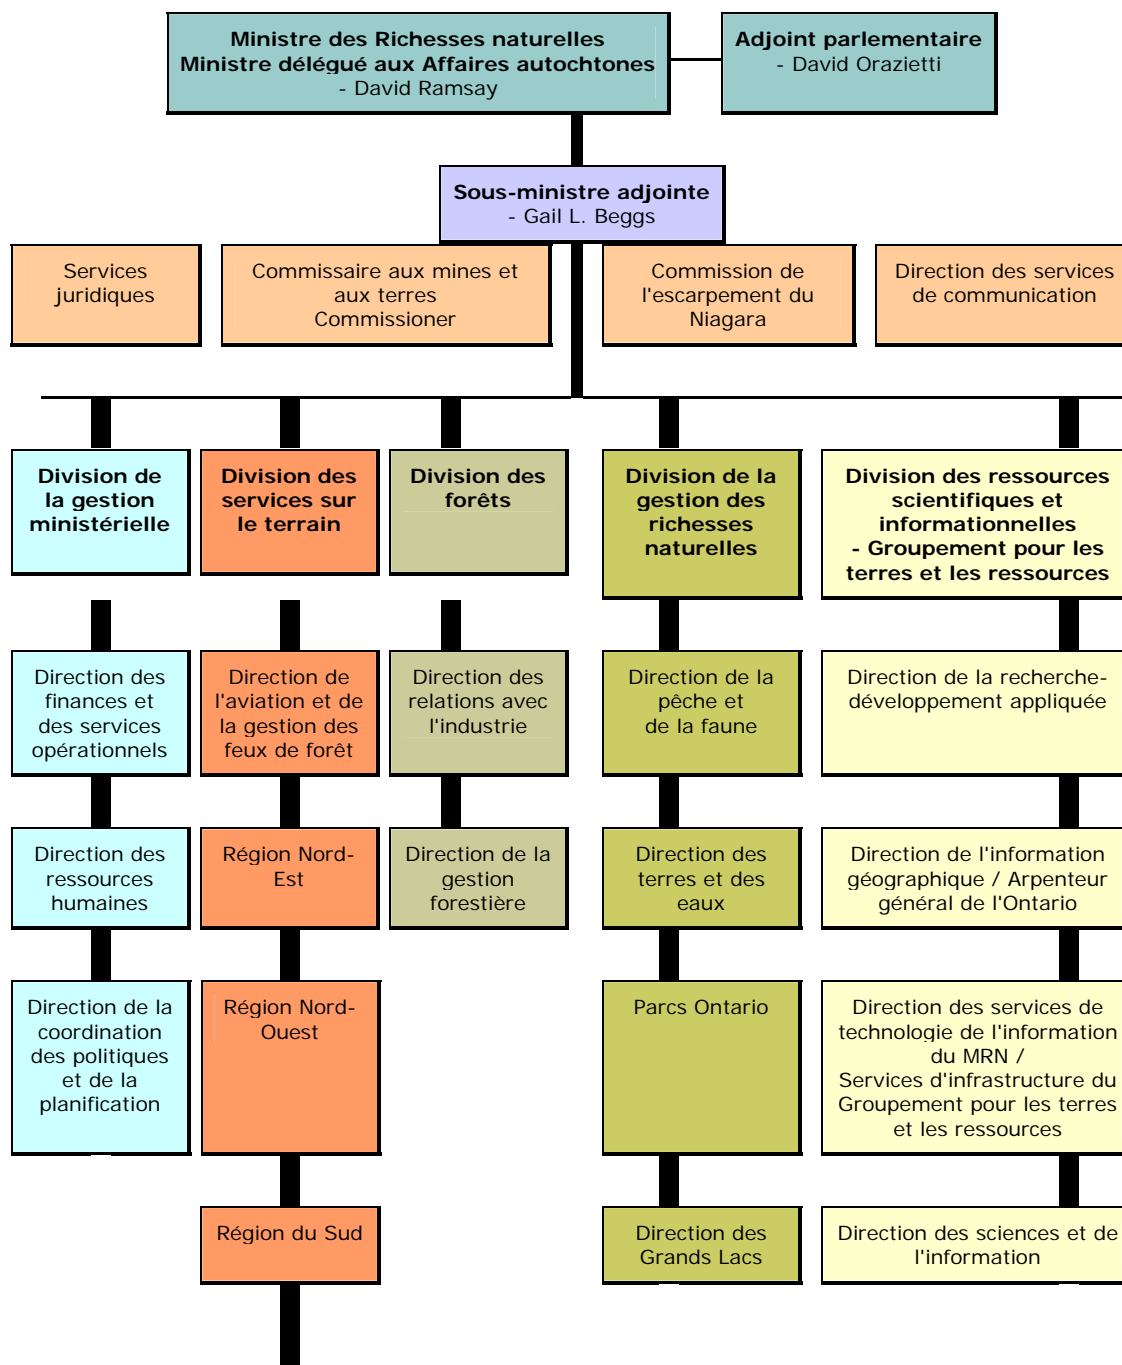 Ministre des Richesses naturelles
Ministre délégué aux Affaires autochtones
- David Ramsay
Adjoint parlementaire
- David Orazietti
Sous-ministre adjointe
- Gail L. Beggs
Services
juridiques
Commissaire aux mines et
aux terres
Commissioner
Commission de
l'escarpement du
Niagara
Direction des services
de communication
Division de
la gestion
ministérielle
Division des
services sur
le terrain
Division des
forêts
Division de la
gestion des
richesses
naturelles
Division des ressources
scientifiques et
informationnelles
- Groupement pour les
terres et les ressources
Direction des
finances et
des services
opérationnels
Direction de
l'aviation et de
la gestion des
feux de forêt
Direction des
relations avec
l'industrie
Direction de la
pêche et
de la faune
Direction de la recherche-
développement appliquée
Direction des
ressources
humaines
Région Nord-
Est
Direction de la
gestion
forestière
Direction des
terres et des
eaux
Direction de l'information
géographique / Arpenteur
général de l'Ontario
Direction de la
coordination
des politiques
et de la
planification
Région Nord-
Ouest
Parcs Ontario
Direction des services de
technologie de l'information
du MRN /
Services d'infrastructure du
Groupement pour les terres
et les ressources
Région du Sud
Direction des
Grands Lacs
Direction des sciences et de
l'information